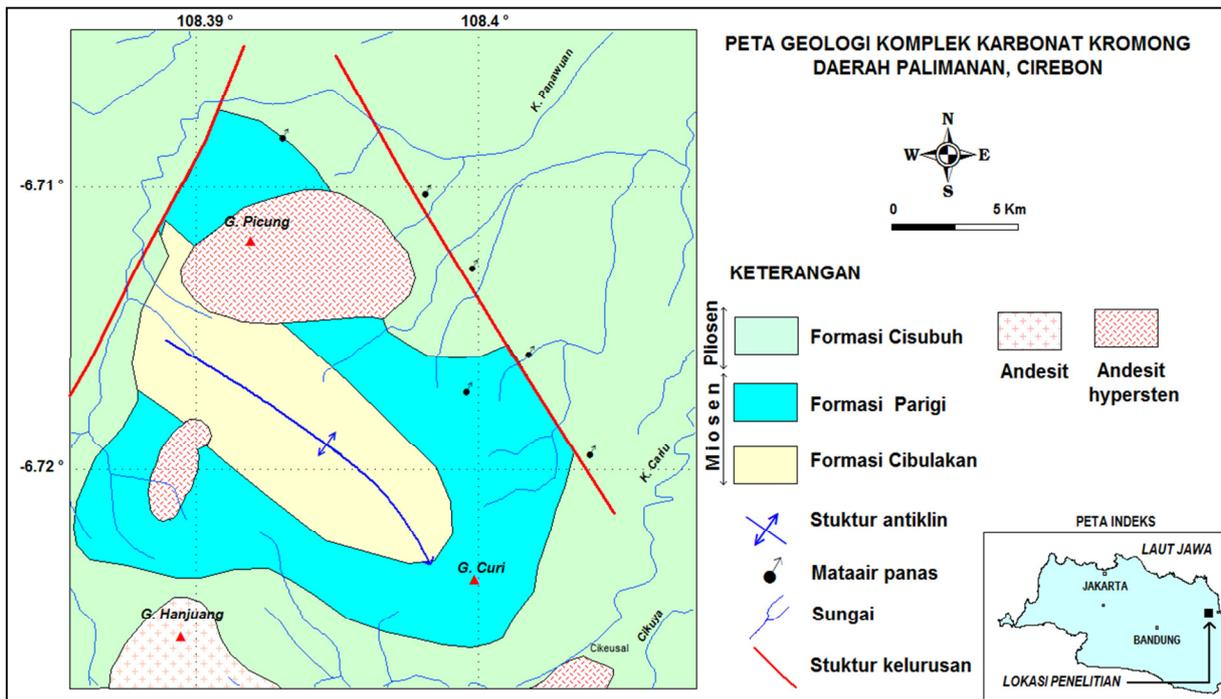 108.39 °
108.4 °
-6.71 °
-6.72 °
K. Panawuan
G. Picung
K. Carlu
G. Curi
G. Hanjuang
Cikeusal
Cikuya
PETA GEOLOGI KOMPLEK KARBONAT KROMONG
DAERAH PALIMANAN, CIREBON
N
W
E
S
0
5 Km
KETERANGAN
Pliosen
Formasi Cisubuh
Miosen
Formasi Parigi
Formasi Cibulakan
Andesit
Andesit
hypersten
Stuktur antiklin
Mataair panas
Sungai
Stuktur kelurusan
PETA INDEKS
LAUT JAWA
JAKARTA
BANDUNG
LOKASI PENELITIAN